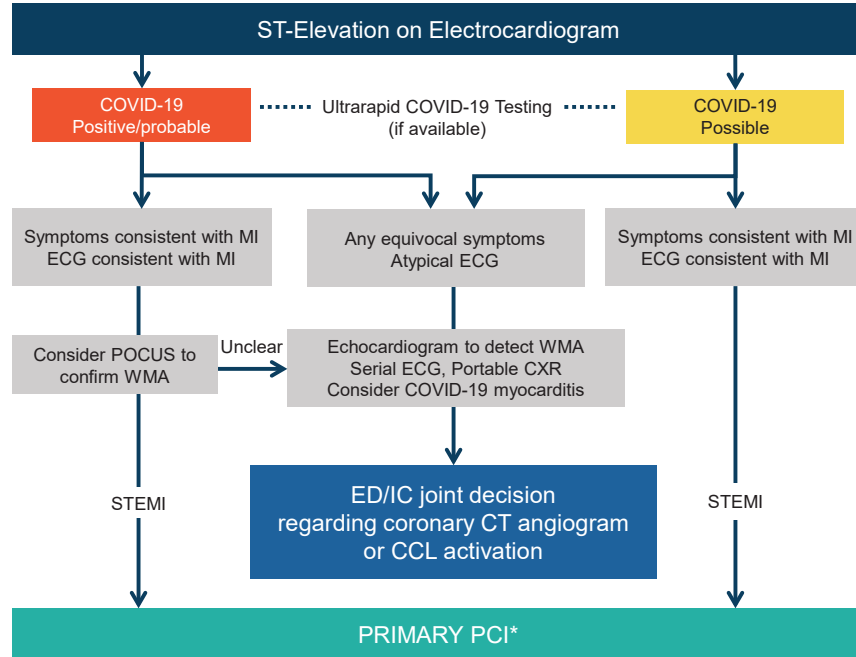 ST-Elevation on Electrocardiogram
COVID-19
Positive/probable
Ultrarapid COVID-19 Testing
(if available)
COVID-19
Possible
Symptoms consistent with MI
ECG consistent with MI
Any equivocal symptoms
Atypical ECG
Symptoms consistent with MI
ECG consistent with MI
Consider POCUS to
confirm WMA
Unclear
Echocardiogram to detect WMA
Serial ECG, Portable CXR
Consider COVID-19 myocarditis
STEMI
ED/IC joint decision
regarding coronary CT angiogram
or CCL activation
STEMI
PRIMARY PCI*